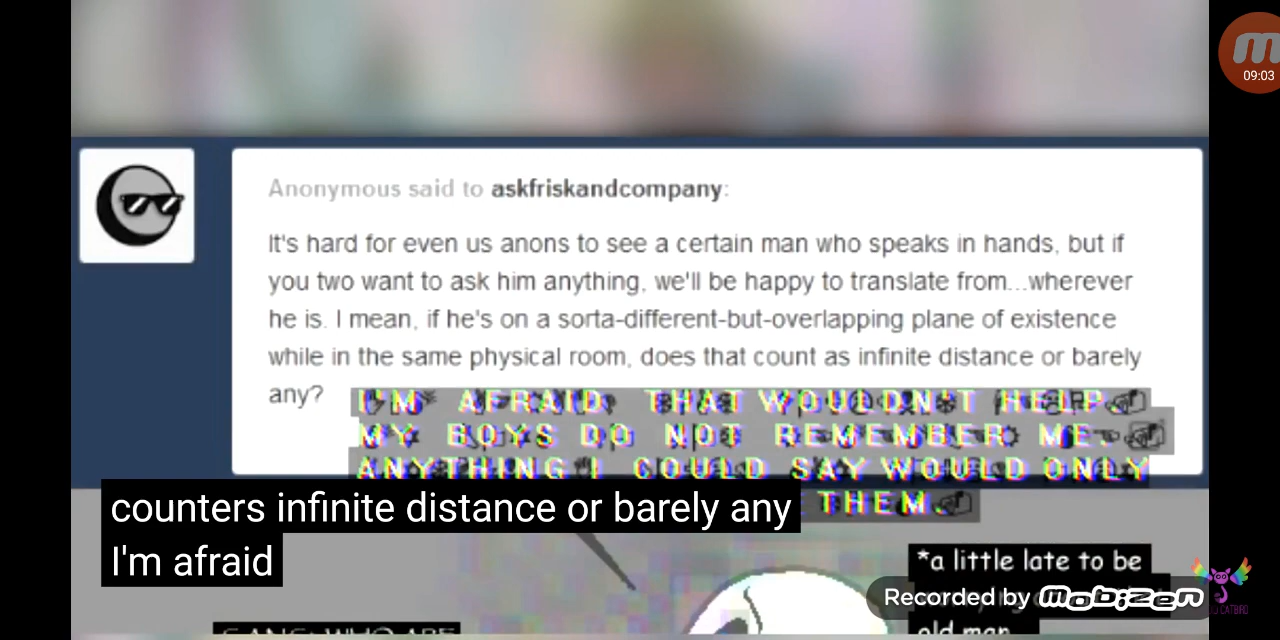 09:03
Anonymous said to askfriskandcompany:
It's hard for even us anons to see a certain man who speaks in hands, but if
you two want to ask him anything, we'll be happy to translate from...wherever
he is. I mean, if he's on a sorta-different-but-overlapping plane of existence
while in the same physical room, does that count as infinite distance or barely
any?
I'M AFRAID THAT WOULDN'T HELP.
MY BOYS DO NOT REMEMBER ME.
ANYTHING I COULD SAY WOULD ONLY
THEM.
counters infinite distance or barely any
I'm afraid
*a little late to be
Recorded by mobizen
old man